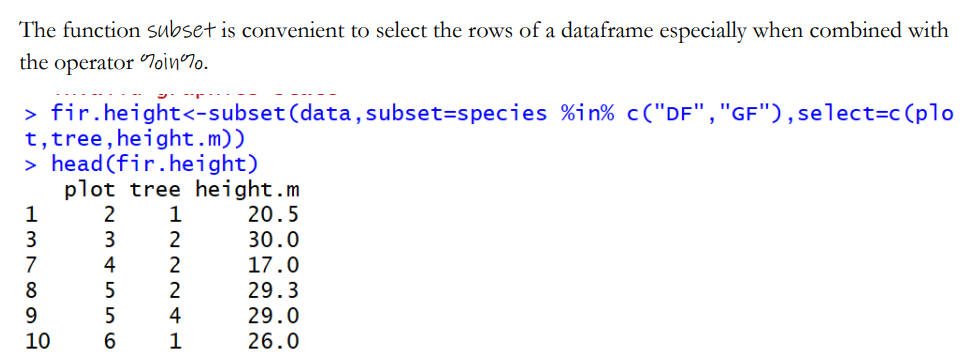 The function subset is convenient to select the rows of a dataframe especially when combined with
the operator %in%.
> fir.height<-subset(data,subset=species %in% c("DF","GF"),select=c(plo
t,tree,height.m))
> head(fir.height)
plot tree height.m
1 2 1 20.5
3 3 2 30.0
7 4 2 17.0
8 5 2 29.3
9 5 4 29.0
10 6 1 26.0